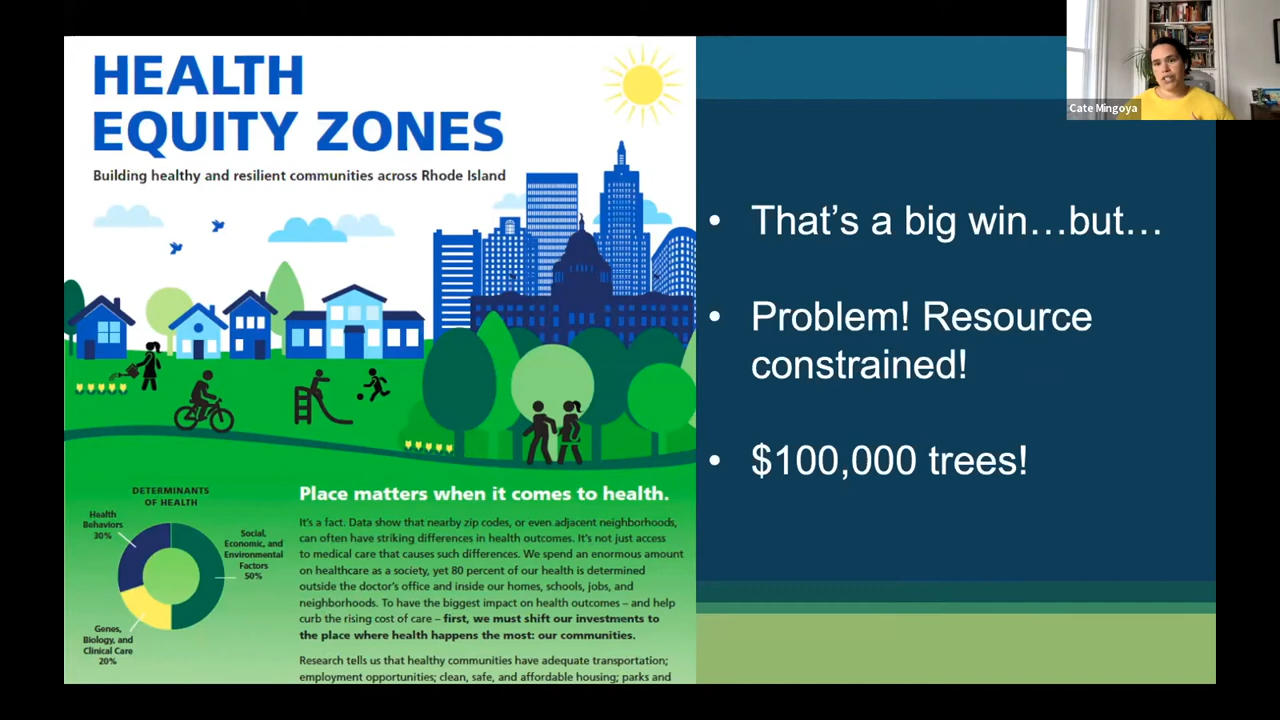 HEALTH
EQUITY ZONES
Building healthy and resilient communities across Rhode Island
DETERMINANTS
OF HEALTH
Health
Behaviors
30%
Social,
Economic, and
Environmental
Factors
50%
Genes,
Biology, and
Clinical Care
20%
Place matters when it comes to health.
It's a fact. Data show that nearby zip codes, or even adjacent neighborhoods,
can often have striking differences in health outcomes. It's not just access
to medical care that causes such differences. We spend an enormous amount
on healthcare as a society, yet 80 percent of our health is determined
outside the doctor's office and inside our homes, schools, jobs, and
neighborhoods. To have the biggest impact on health outcomes – and help
curb the rising cost of care – first, we must shift our investments to
the place where health happens the most: our communities.
Research tells us that healthy communities have adequate transportation;
employment opportunities; clean, safe, and affordable housing; parks and
Cate Mingoya
• That’s a big win…but…
• Problem! Resource
constrained!
• $100,000 trees!